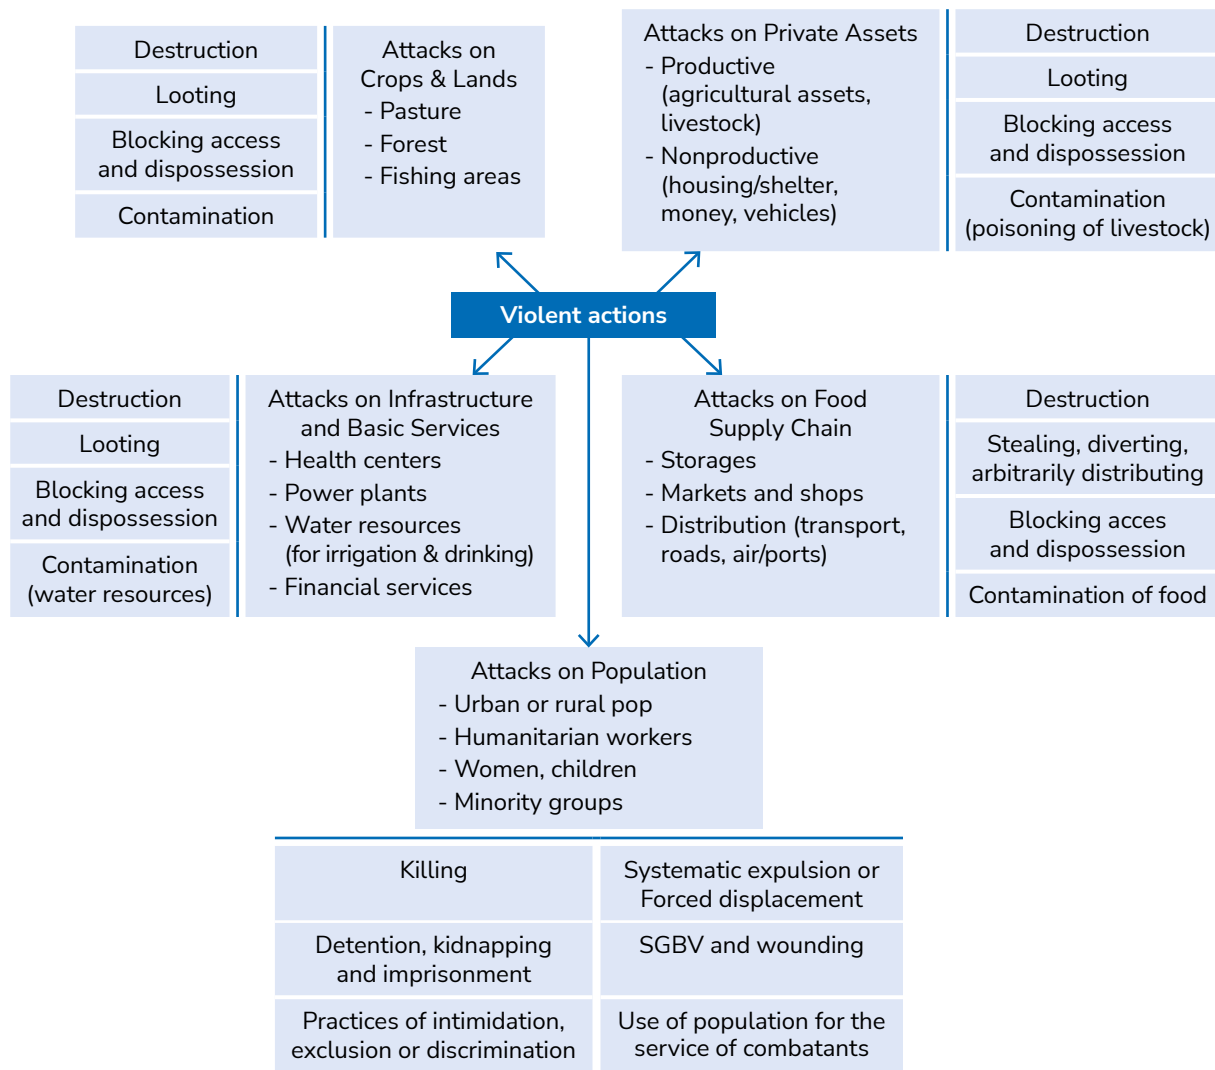 Destruction
Looting
Blocking access
and dispossession
Contamination
Attacks on
Crops & Lands
- Pasture
- Forest
- Fishing areas
Attacks on Private Assets
- Productive
(agricultural assets,
livestock)
- Nonproductive
(housing/shelter,
money, vehicles)
Destruction
Looting
Blocking access
and dispossession
Contamination
(poisoning of livestock)
Violent actions
Destruction
Looting
Blocking access
and dispossession
Contamination
(water resources)
Attacks on Infrastructure
and Basic Services
- Health centers
- Power plants
- Water resources
(for irrigation & drinking)
- Financial services
Attacks on Food
Supply Chain
- Storages
- Markets and shops
- Distribution (transport,
roads, air/ports)
Destruction
Stealing, diverting,
arbitrarily distributing
Blocking acces
and dispossession
Contamination of food
Attacks on Population
- Urban or rural pop
- Humanitarian workers
- Women, children
- Minority groups
Killing
Systematic expulsion or
Forced displacement
Detention, kidnapping
and imprisonment
SGBV and wounding
Practices of intimidation,
exclusion or discrimination
Use of population for the
service of combatants